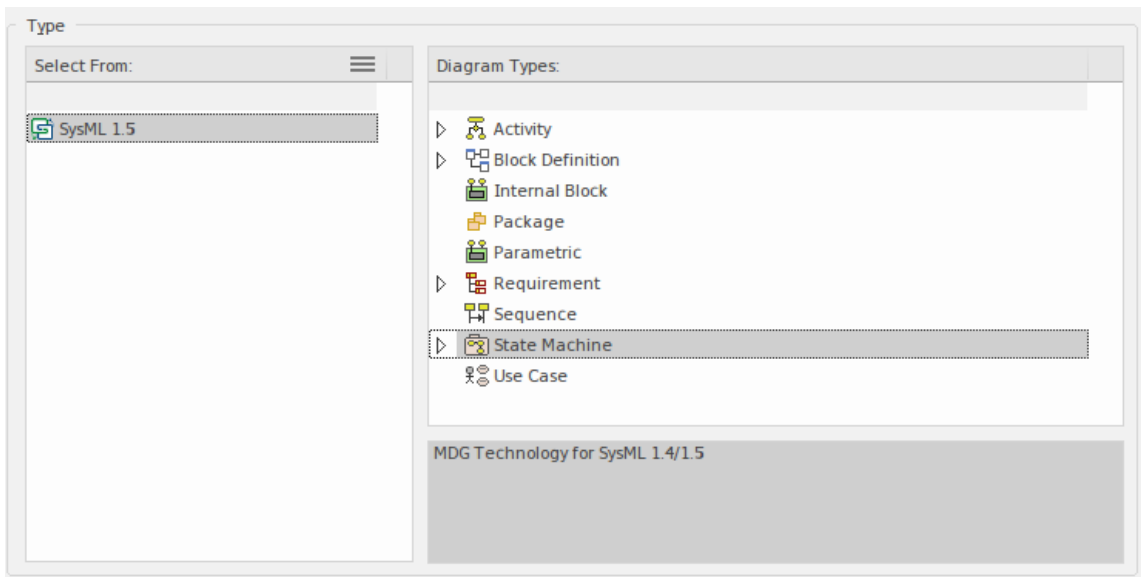 Type
Select From:
SysML 1.5
Diagram Types:
Activity
Block Definition
Internal Block
Package
Parametric
Requirement
Sequence
State Machine
Use Case
MDG Technology for SysML 1.4/1.5